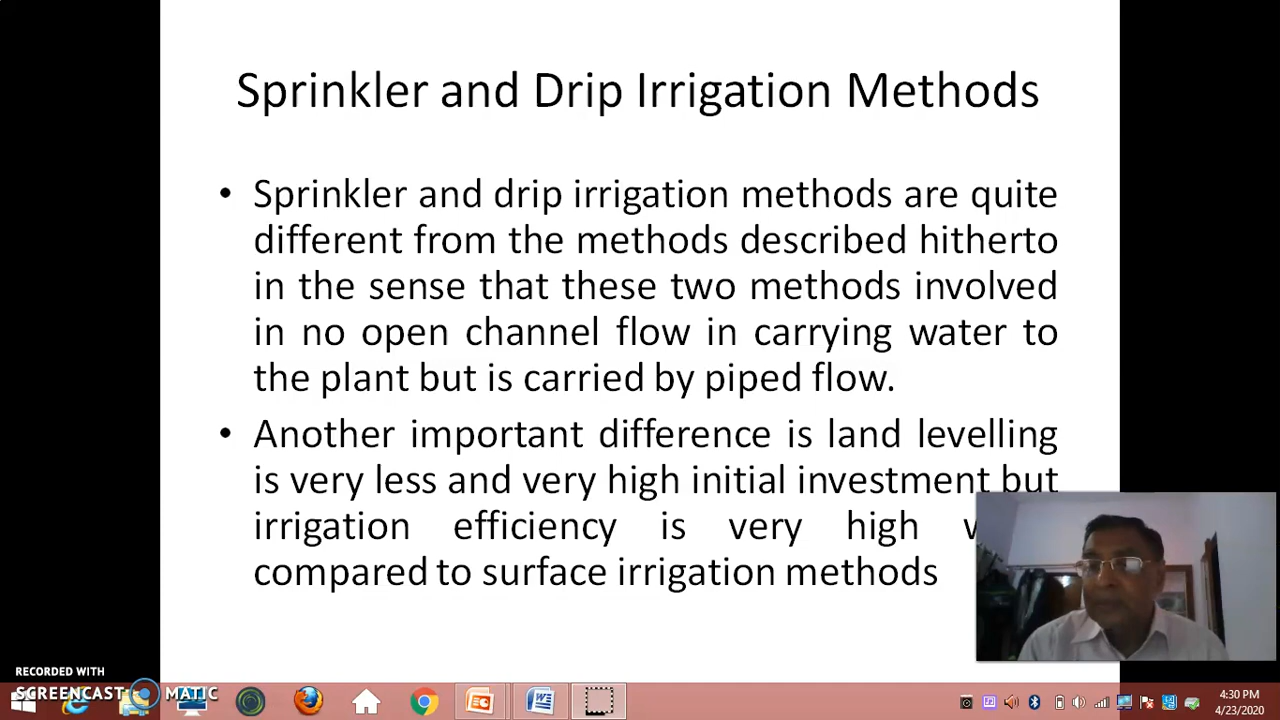 Sprinkler and Drip Irrigation Methods
• Sprinkler and drip irrigation methods are quite
different from the methods described hitherto
in the sense that these two methods involved
in no open channel flow in carrying water to
the plant but is carried by piped flow.
• Another important difference is land levelling
is very less and very high initial investment but
irrigation efficiency is very high
compared to surface irrigation methods
RECORDED WITH
SCREENCAST MATIC
4:30 PM
4/23/2020